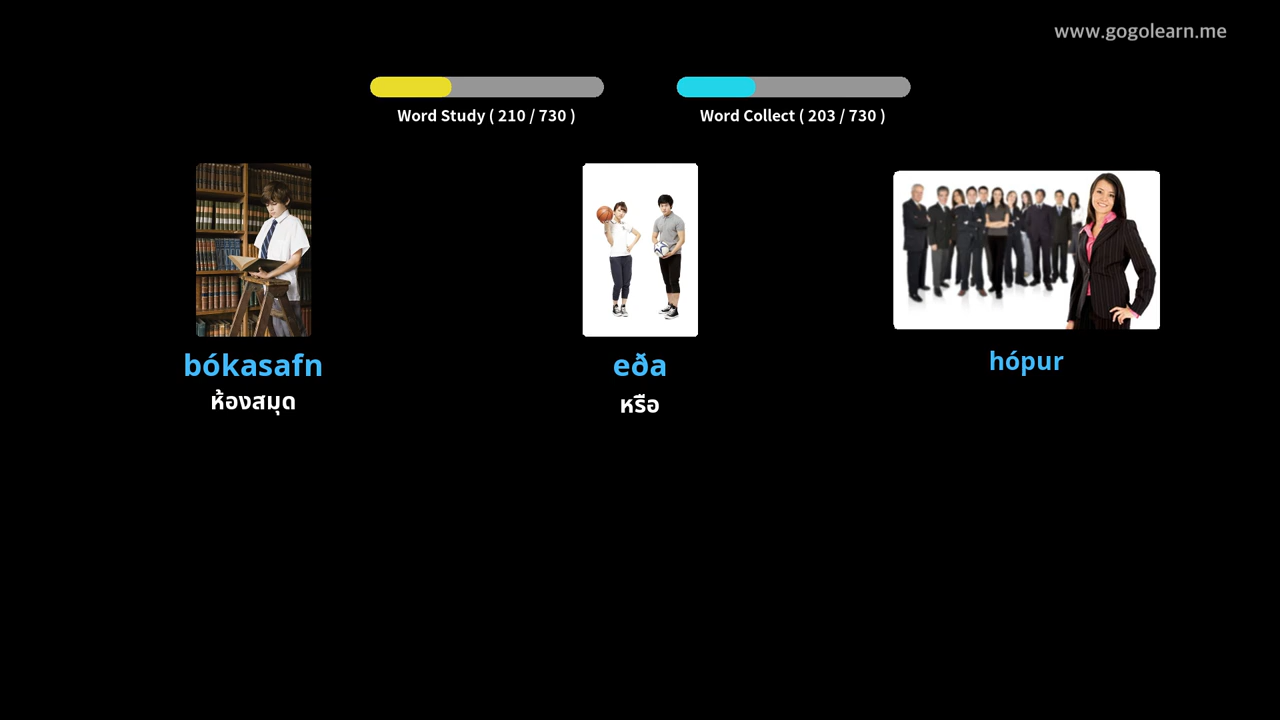 www.gogolearn.me
Word Study ( 210 / 730 )
Word Collect ( 203 / 730 )
bókasafn
ห้องสมุด
eða
หรือ
hópur